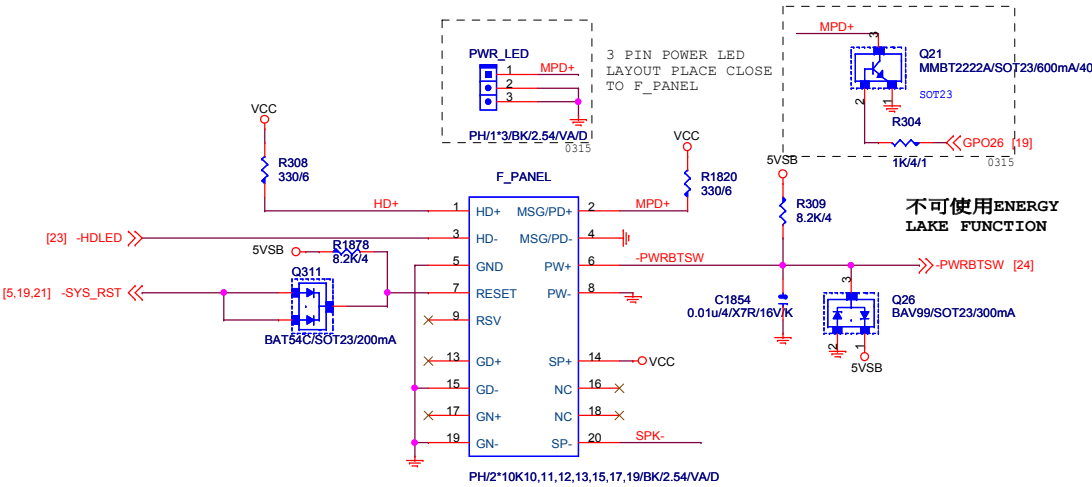 MPD+
3
Q21
MMBT2222A/SOT23/600mA/40
SOT23
2
1
R304
GPO26 [19]
1K/4/1
0315
PWR_LED
1
MPD+
2
3
3 PIN POWER LED
LAYOUT PLACE CLOSE
TO F_PANEL
PH/1*3/BK/2.54/VA/D
0315
VCC
R308
330/6
VCC
R1820
330/6
5VSB
R309
8.2K/4
不可使用ENERGY
LAKE FUNCTION
F_PANEL
HD+
1
HD+
MSG/PD+
2
MPD+
[23] -HDLED
3
HD-
MSG/PD-
4
5VSB
R1878
8.2K/4
5
GND
PW+
6
-PWRBTSW
-PWRBTSW [24]
Q311
[5,19,21] -SYS_RST
7
RESET
PW-
8
BAT54C/SOT23/200mA
9
RSV
C1854
0.01u/4/X7R/16V/K
3
Q26
BAV99/SOT23/300mA
2
1
5VSB
13
GD+
SP+
14
VCC
15
GD-
NC
16
17
GN+
NC
18
19
GN-
SP-
20
SPK-
PH/2*10K10,11,12,13,15,17,19/BK/2.54/VA/D